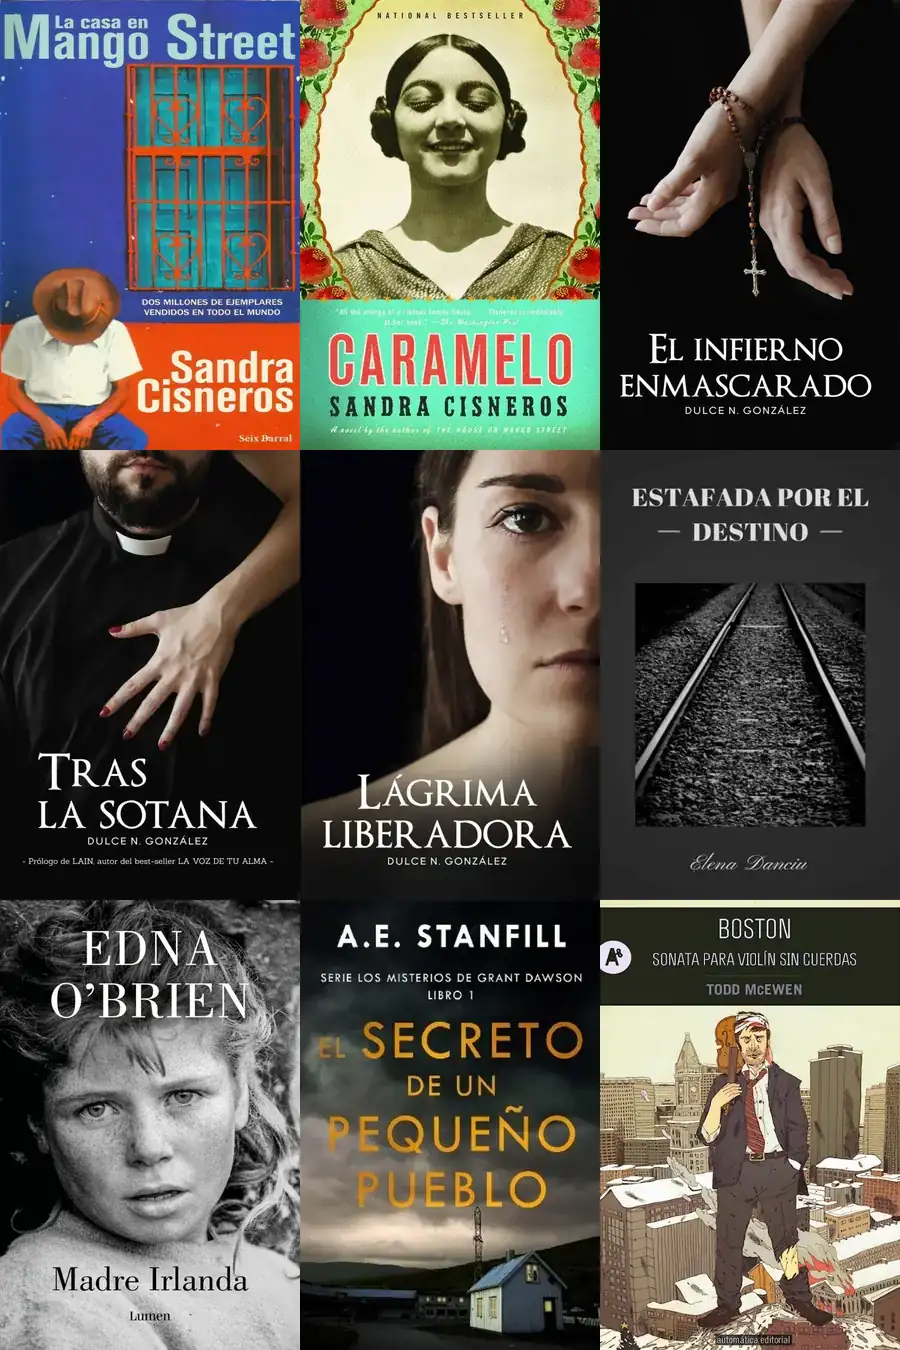 La casa en
Mango Street
DOS MILLONES DE EJEMPLARES
VENDIDOS EN TODO EL MUNDO
Sandra
Cisneros
Seix Barral
NATIONAL BESTSELLER
—The Washington Post
CARAMELO
SANDRA CISNEROS
A novel by the author of THE HOUSE ON MANGO STREET
EL INFIERNO
ENMASCARADO
DULCE N. GONZÁLEZ
TRAS
LA SOTANA
DULCE N. GONZÁLEZ
- Prólogo de LAIN, autor del best-seller LA VOZ DE TU ALMA -
LÁGRIMA
LIBERADORA
DULCE N. GONZÁLEZ
ESTAFADA POR EL
— DESTINO —
Elena Danciu
EDNA
O'BRIEN
Madre Irlanda
Lumen
A.E. STANFILL
SERIE LOS MISTERIOS DE GRANT DAWSON
LIBRO 1
EL SECRETO
DE UN
PEQUEÑO
PUEBLO
BOSTON
SONATA PARA VIOLÍN SIN CUERDAS
TODD McEWEN
automática editorial